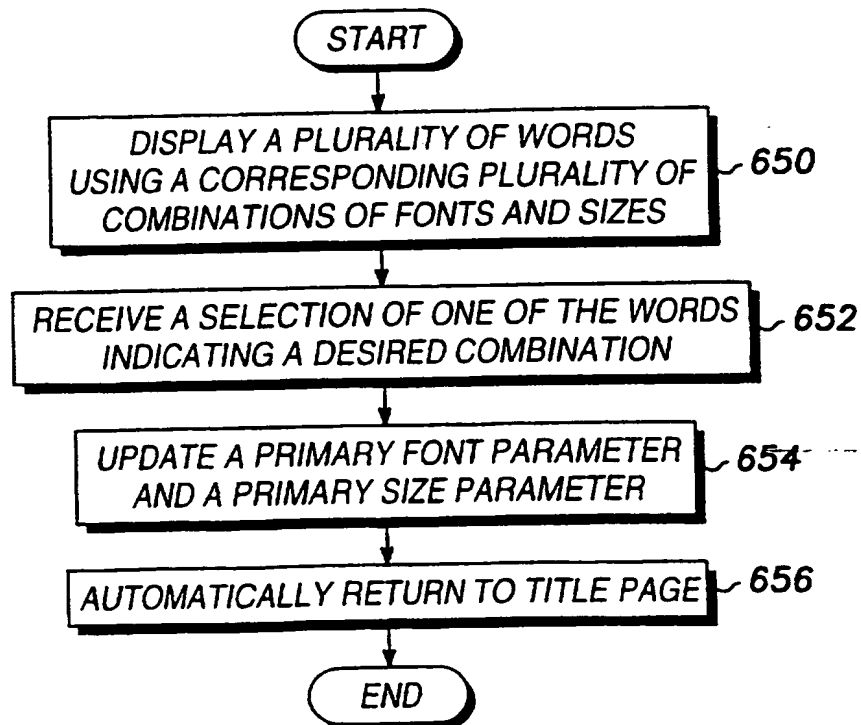 START
DISPLAY A PLURALITY OF WORDS
USING A CORRESPONDING PLURALITY OF
COMBINATIONS OF FONTS AND SIZES
650
RECEIVE A SELECTION OF ONE OF THE WORDS
INDICATING A DESIRED COMBINATION
652
UPDATE A PRIMARY FONT PARAMETER
AND A PRIMARY SIZE PARAMETER
654
AUTOMATICALLY RETURN TO TITLE PAGE
656
END